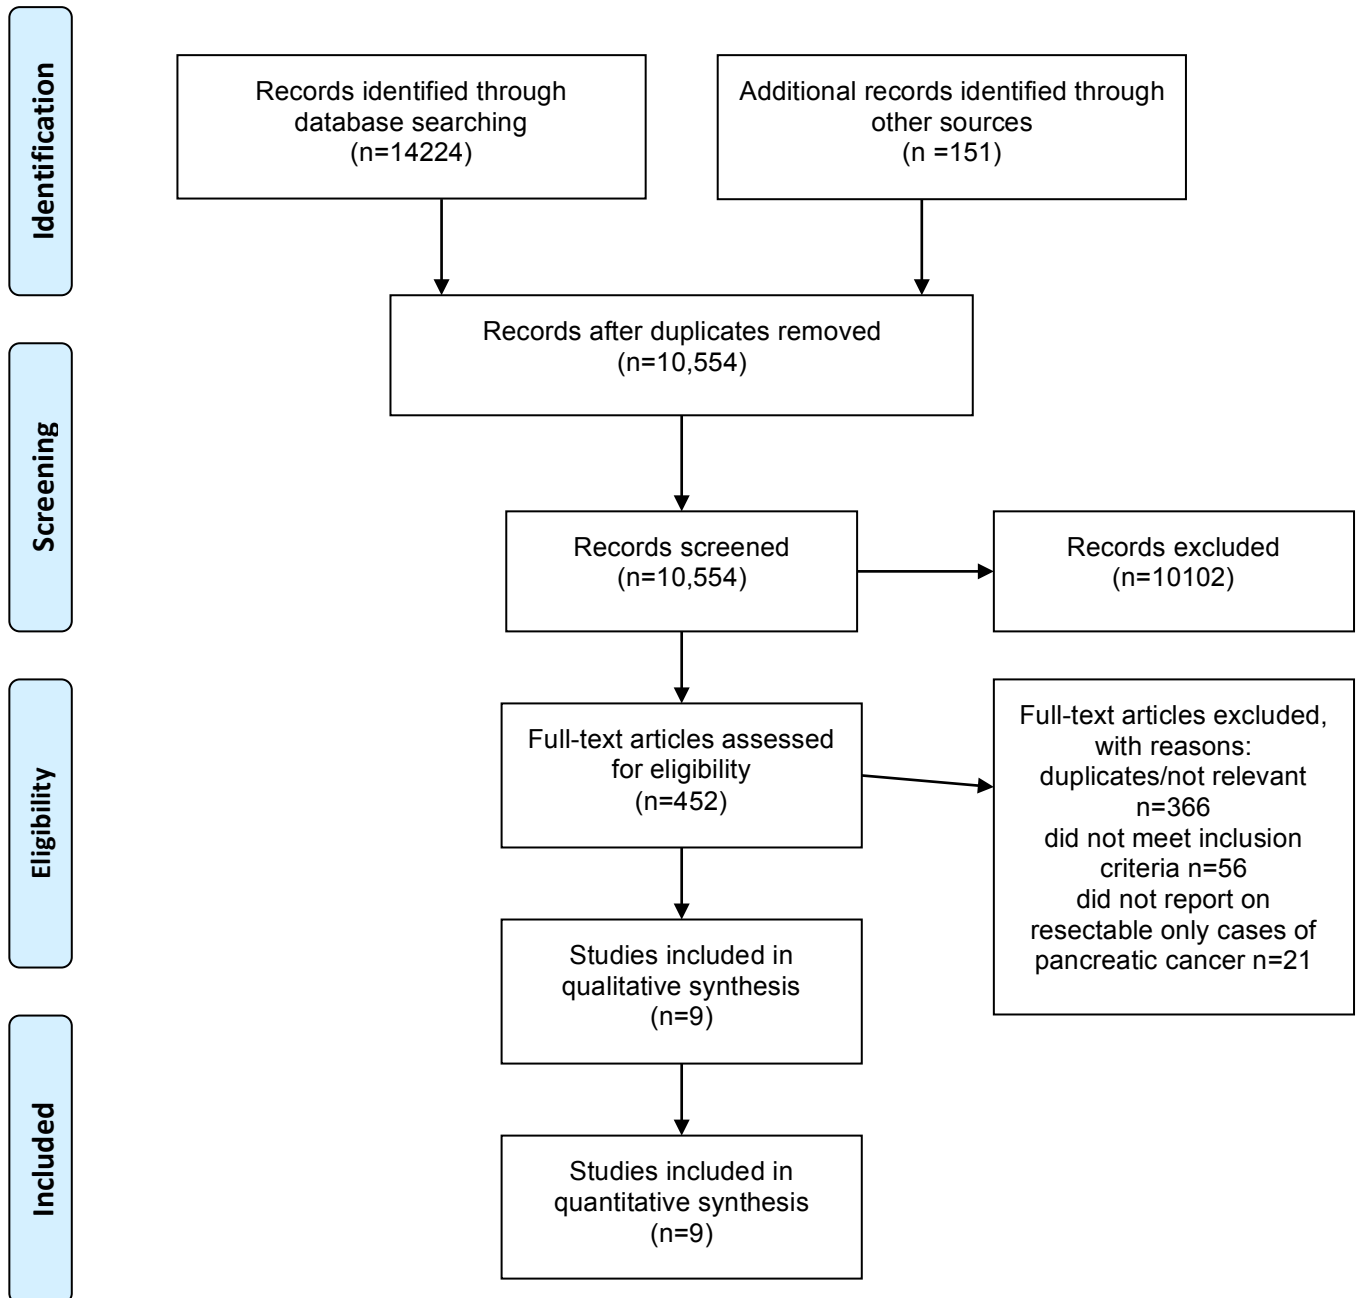 Identification
Records identified through
database searching
(n=14224)
Additional records identified through
other sources
(n =151)
Records after duplicates removed
(n=10,554)
Screening
Records screened
(n=10,554)
Records excluded
(n=10102)
Eligibility
Full-text articles assessed
for eligibility
(n=452)
Full-text articles excluded,
with reasons:
duplicates/not relevant
n=366
did not meet inclusion
criteria n=56
did not report on
resectable only cases of
pancreatic cancer n=21
Studies included in
qualitative synthesis
(n=9)
Included
Studies included in
quantitative synthesis
(n=9)